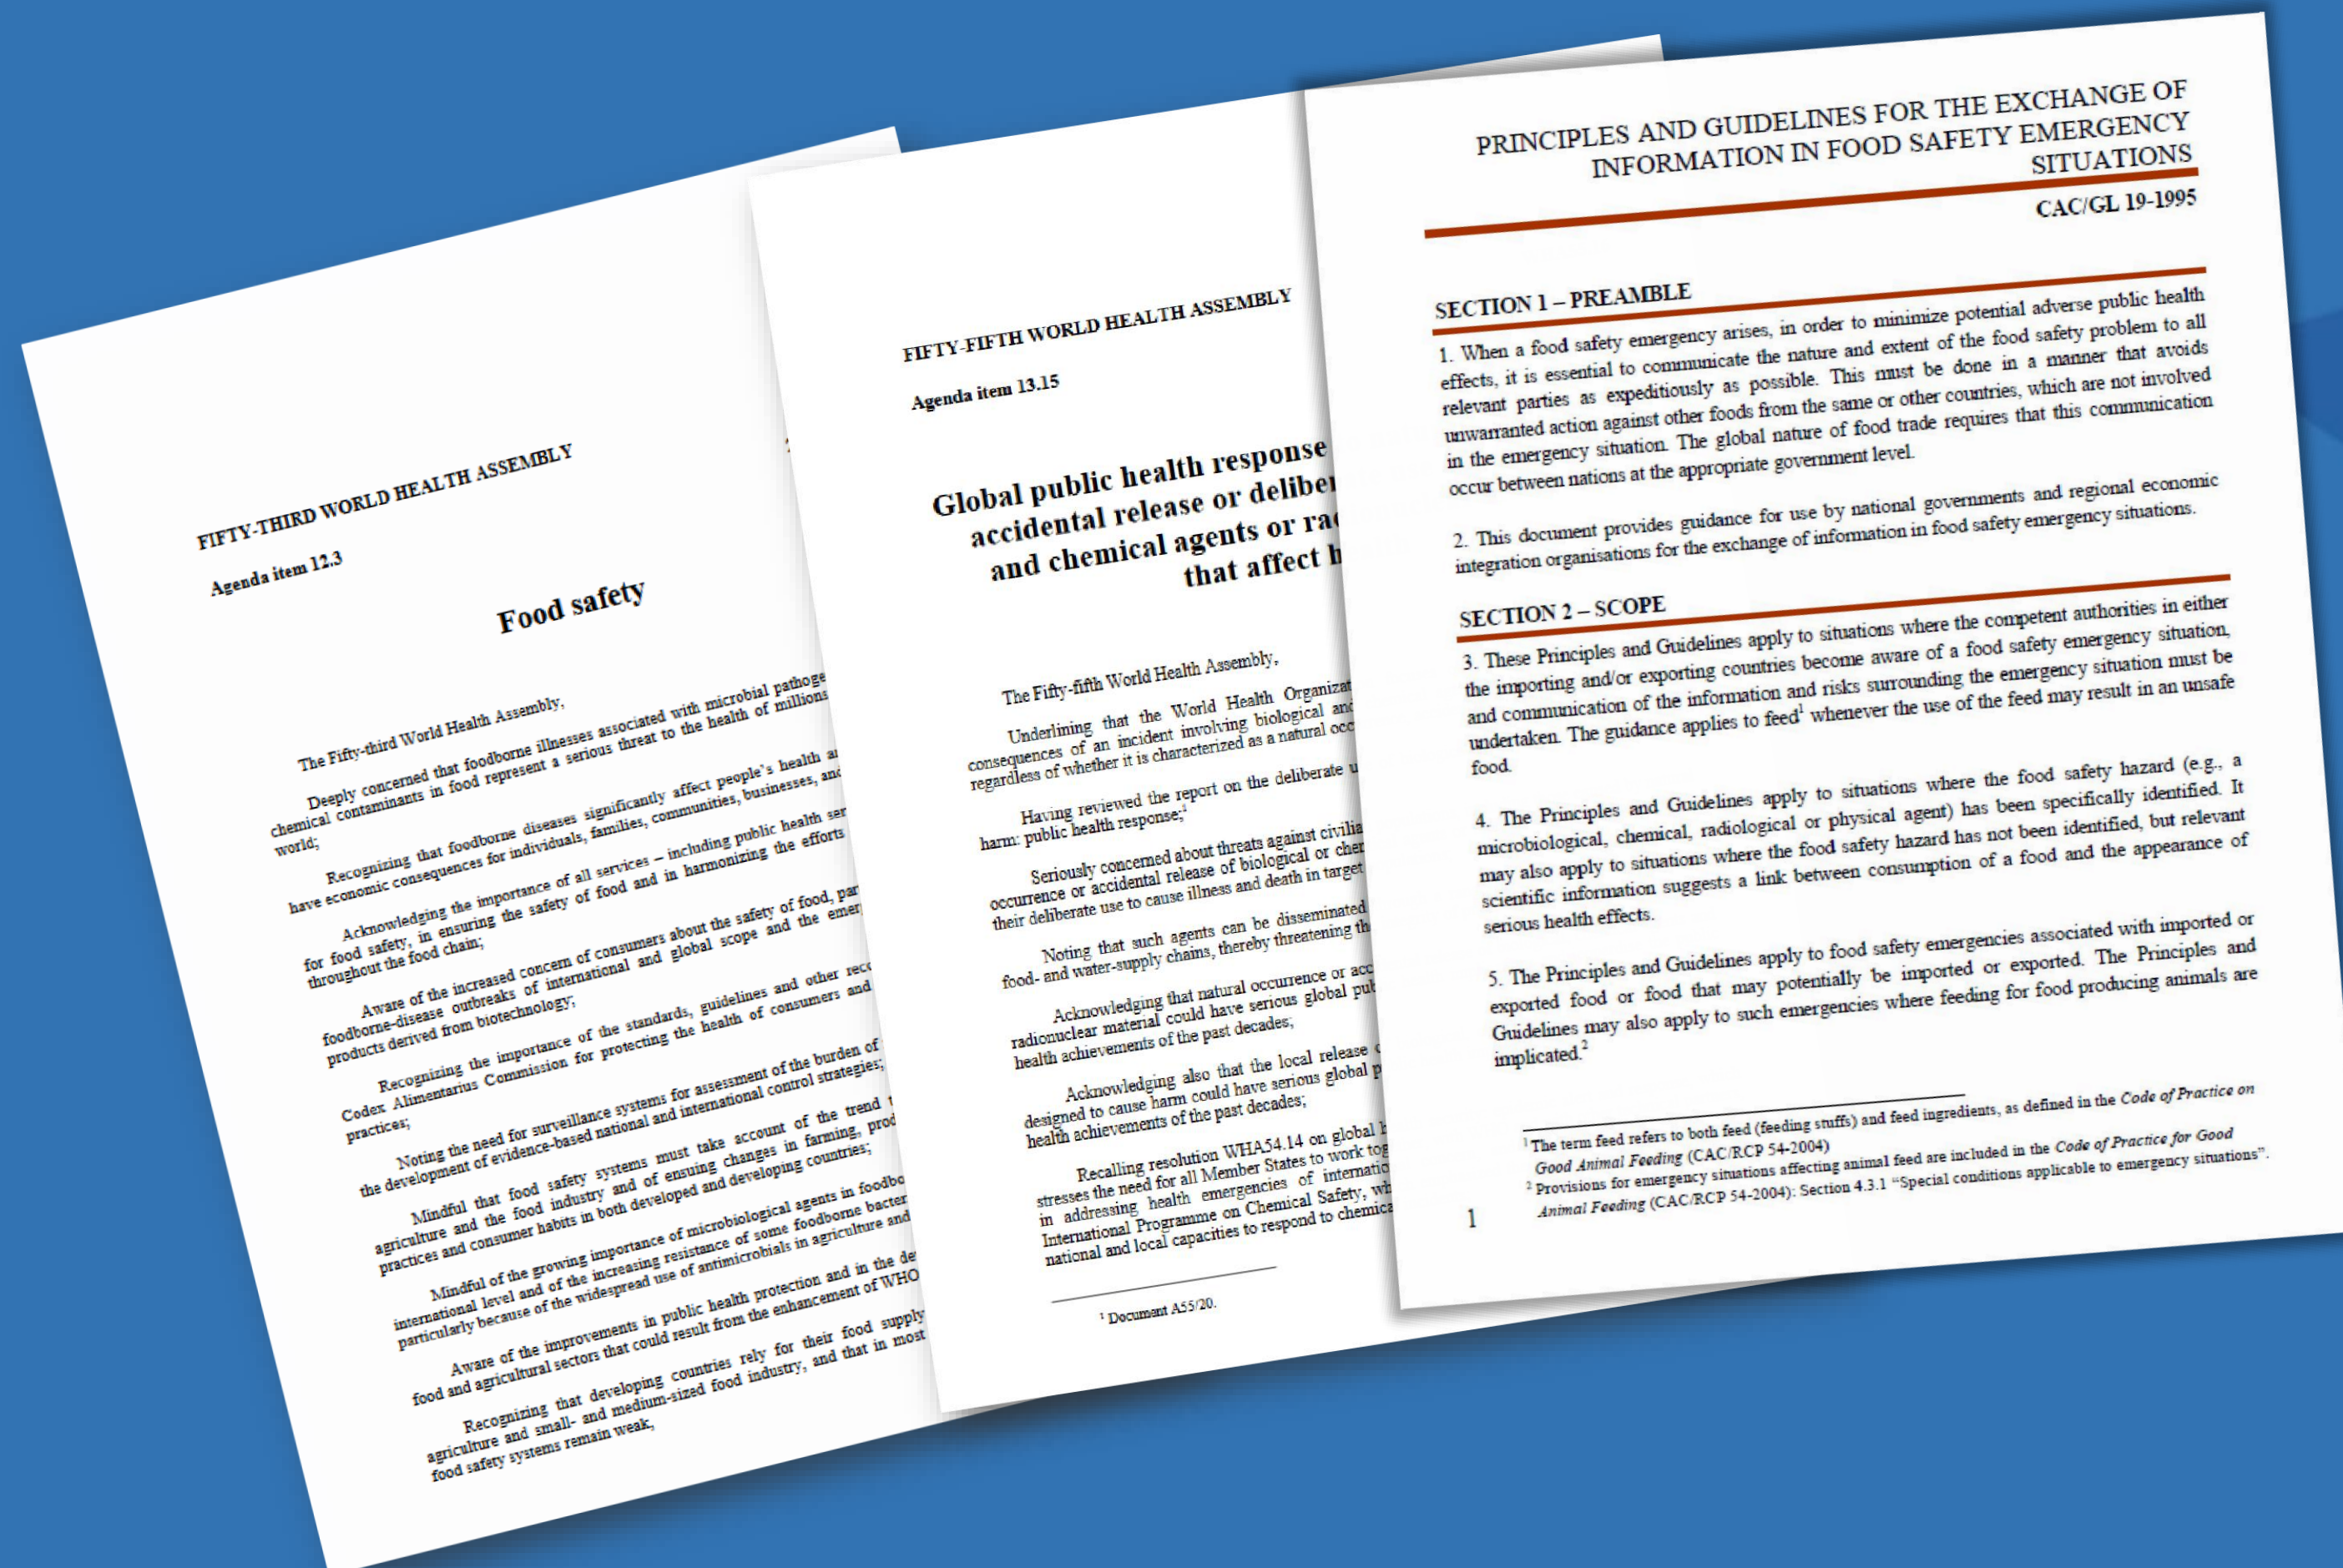 FIFTY-THIRD WORLD HEALTH ASSEMBLY
Agenda item 12.3
Food safety
The Fifty-third World Health Assembly,
Deeply concerned that foodborne illnesses associated with microbial
chemical contaminants in food represent a serious threat to the health of millions
world;
Recognizing that foodborne diseases significantly affect people's health
have economic consequences for individuals, families, communities, businesses, and
Acknowledging the importance of all services – including public health
for food safety, in ensuring the safety of food and in harmonizing the efforts
throughout the food chain;
Aware of the increased concern of consumers about the safety of food,
foodborne-disease outbreaks of international and global scope and the
products derived from biotechnology;
Recognizing the importance of the standards, guidelines and other
Codex Alimentarius Commission for protecting the health of consumers and
practices;
Noting the need for surveillance systems for assessment of the burden of
the development of evidence-based national and international control strategies;
Mindful that food safety systems must take account of the trend
agriculture and the food industry and of ensuing changes in farming,
practices and consumer habits in both developed and developing countries;
Mindful of the growing importance of microbiological agents in
international level and of the increasing resistance of some foodborne
particularly because of the widespread use of antimicrobials in agriculture and
Aware of the improvements in public health protection and in the
food and agricultural sectors that could result from the enhancement of WHO
Recognizing that developing countries rely for their food supply
agriculture and small- and medium-sized food industry, and that in most
food safety systems remain weak,
FIFTY-FIFTH WORLD HEALTH ASSEMBLY
Agenda item 13.15
Global public health response
accidental release or
and chemical agents or
that affect
The Fifty-fifth World Health Assembly,
Underlining that the World Health
consequences of an incident involving biological and
regardless of whether it is characterized as a natural
Having reviewed the report on the deliberate
harm: public health response;¹
Seriously concerned about threats against
occurrence or accidental release of biological or
their deliberate use to cause illness and death in target
Noting that such agents can be disseminated
food- and water-supply chains, thereby threatening
Acknowledging that natural occurrence or
radionuclear material could have serious global
health achievements of the past decades;
Acknowledging also that the local release
designed to cause harm could have serious global
health achievements of the past decades;
Recalling resolution WHA54.14 on global
stresses the need for all Member States to work
in addressing health emergencies of
International Programme on Chemical Safety,
national and local capacities to respond to
¹ Document A55/20.
PRINCIPLES AND GUIDELINES FOR THE EXCHANGE OF
INFORMATION IN FOOD SAFETY EMERGENCY
SITUATIONS
CAC/GL 19-1995
SECTION 1 – PREAMBLE
1. When a food safety emergency arises, in order to minimize potential adverse public health
effects, it is essential to communicate the nature and extent of the food safety problem to all
relevant parties as expeditiously as possible. This must be done in a manner that avoids
unwarranted action against other foods from the same or other countries, which are not involved
in the emergency situation. The global nature of food trade requires that this communication
occur between nations at the appropriate government level.
2. This document provides guidance for use by national governments and regional economic
integration organisations for the exchange of information in food safety emergency situations.
SECTION 2 – SCOPE
3. These Principles and Guidelines apply to situations where the competent authorities in either
the importing and/or exporting countries become aware of a food safety emergency situation,
and communication of the information and risks surrounding the emergency situation must be
undertaken. The guidance applies to feed¹ whenever the use of the feed may result in an unsafe
food.
4. The Principles and Guidelines apply to situations where the food safety hazard (e.g., a
microbiological, chemical, radiological or physical agent) has been specifically identified. It
may also apply to situations where the food safety hazard has not been identified, but relevant
scientific information suggests a link between consumption of a food and the appearance of
serious health effects.
5. The Principles and Guidelines apply to food safety emergencies associated with imported or
exported food or food that may potentially be imported or exported. The Principles and
Guidelines may also apply to such emergencies where feeding for food producing animals are
implicated.²
¹ The term feed refers to both feed (feeding stuffs) and feed ingredients, as defined in the Code of Practice on
Good Animal Feeding (CAC/RCP 54-2004)
² Provisions for emergency situations affecting animal feed are included in the Code of Practice for Good
Animal Feeding (CAC/RCP 54-2004): Section 4.3.1 “Special conditions applicable to emergency situations”.
1